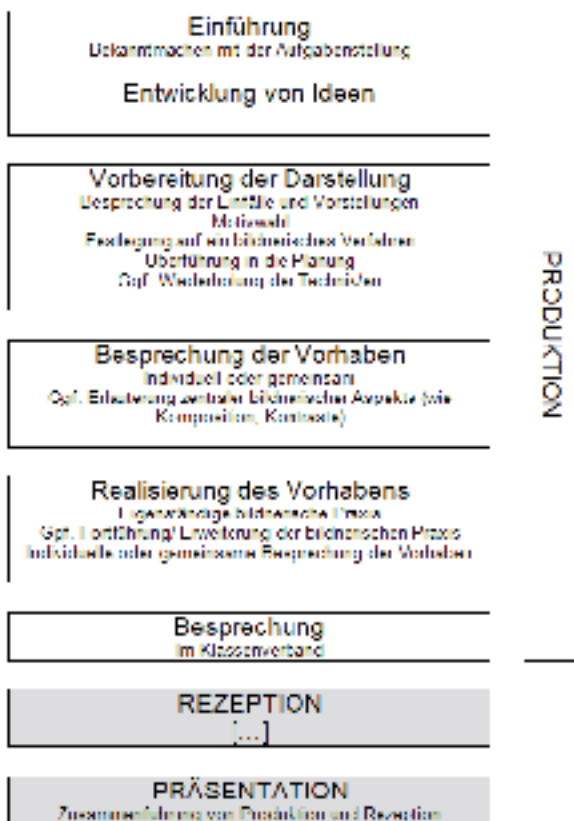 Einführung
Bekanntmachen mit der Aufgabenstellung
Entwicklung von Ideen
Vorbereitung der Darstellung
Besprechung der Einfälle und Vorstellungen
Motivwahl
Festlegung auf ein bildnerisches Verfahren
Überführung in die Planung
Ggf. Wiederholung der Technik/en
Besprechung der Vorhaben
Individuell oder gemeinsam
Ggf. Erläuterung zentraler bildnerischer Aspekte (wie
Komposition, Kontraste)
Realisierung des Vorhabens
Eigenständige bildnerische Praxis
Ggf. Fortführung/ Erweiterung der bildnerischen Praxis
Individuelle oder gemeinsame Besprechung der Vorhaben
Besprechung
Im Klassenverband
PRODUKTION
REZEPTION
[...]
PRÄSENTATION
Zusammenführung von Produktion und Rezeption